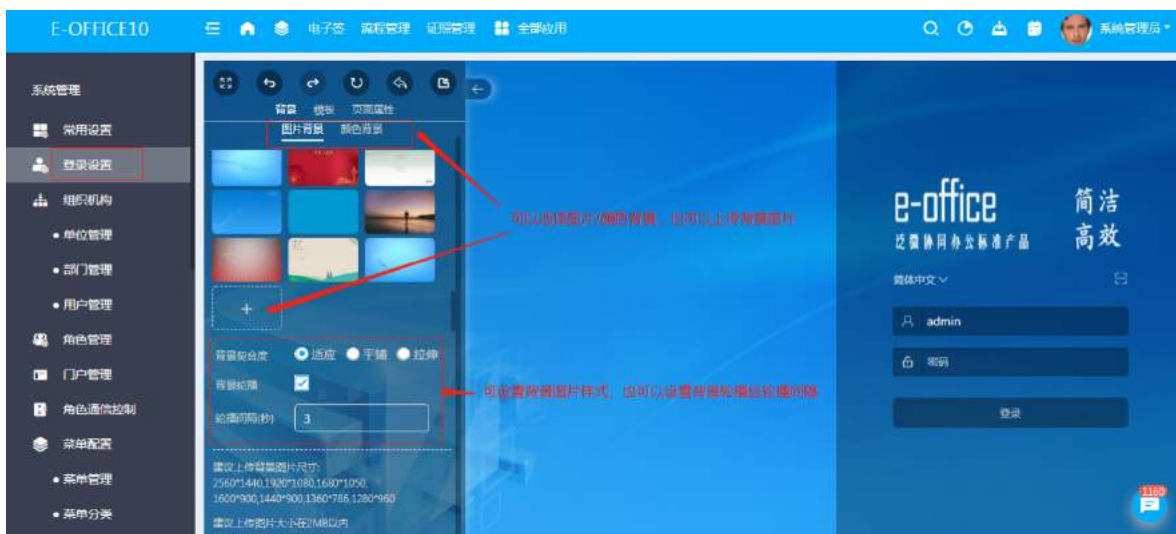 E-OFFICE10
电子签 流程管理 证照管理 全部应用
系统管理员
系统管理
常用设置
登录设置
组织机构
• 单位管理
• 部门管理
• 用户管理
角色管理
门户管理
角色通信控制
菜单配置
• 菜单管理
• 菜单分类
背景 模板 页面属性
图片背景 颜色背景
+
背景契合度 适应 平铺 拉伸
背景轮播
轮播间隔(秒) 3
建议上传背景图片尺寸:
2560*1440,1920*1080,1680*1050,
1600*900,1440*900,1360*786,1280*960
建议上传图片大小在2MB以内
可以选择图片/颜色背景，也可以上传背景图片
可设置背景图片样式，也可以设置背景轮播包轮播间隔
e-office
泛微协同办公标准产品
简洁
高效
简体中文
admin
密码
登录
1160